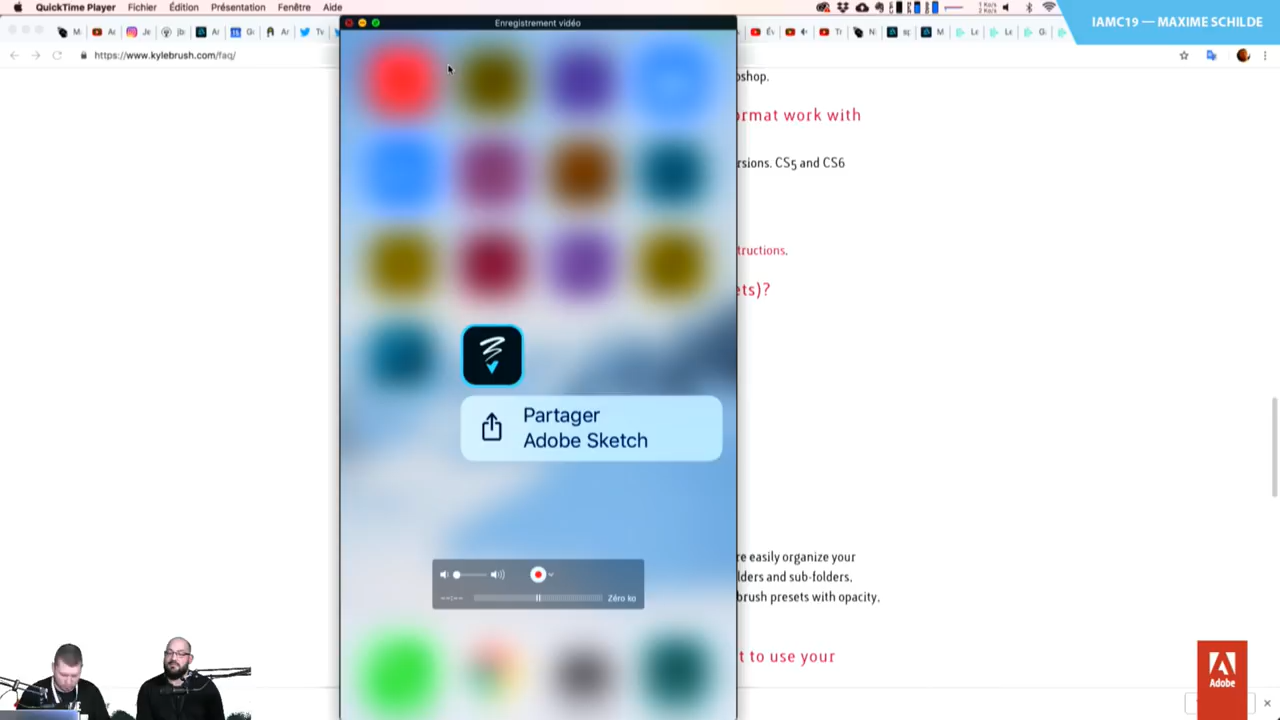 QuickTime Player Fichier Édition Présentation Fenêtre Aide
Enregistrement vidéo
IAMC19 — MAXIME SCHILDE
https://www.kylebrush.com/faq/
oshop.
ormat work with
rsions. CS5 and CS6
tructions.
ets)?
Partager
Adobe Sketch
re easily organize your
lders and sub-folders,
brush presets with opacity.
--:--
Zéro ko
t to use your
Adobe